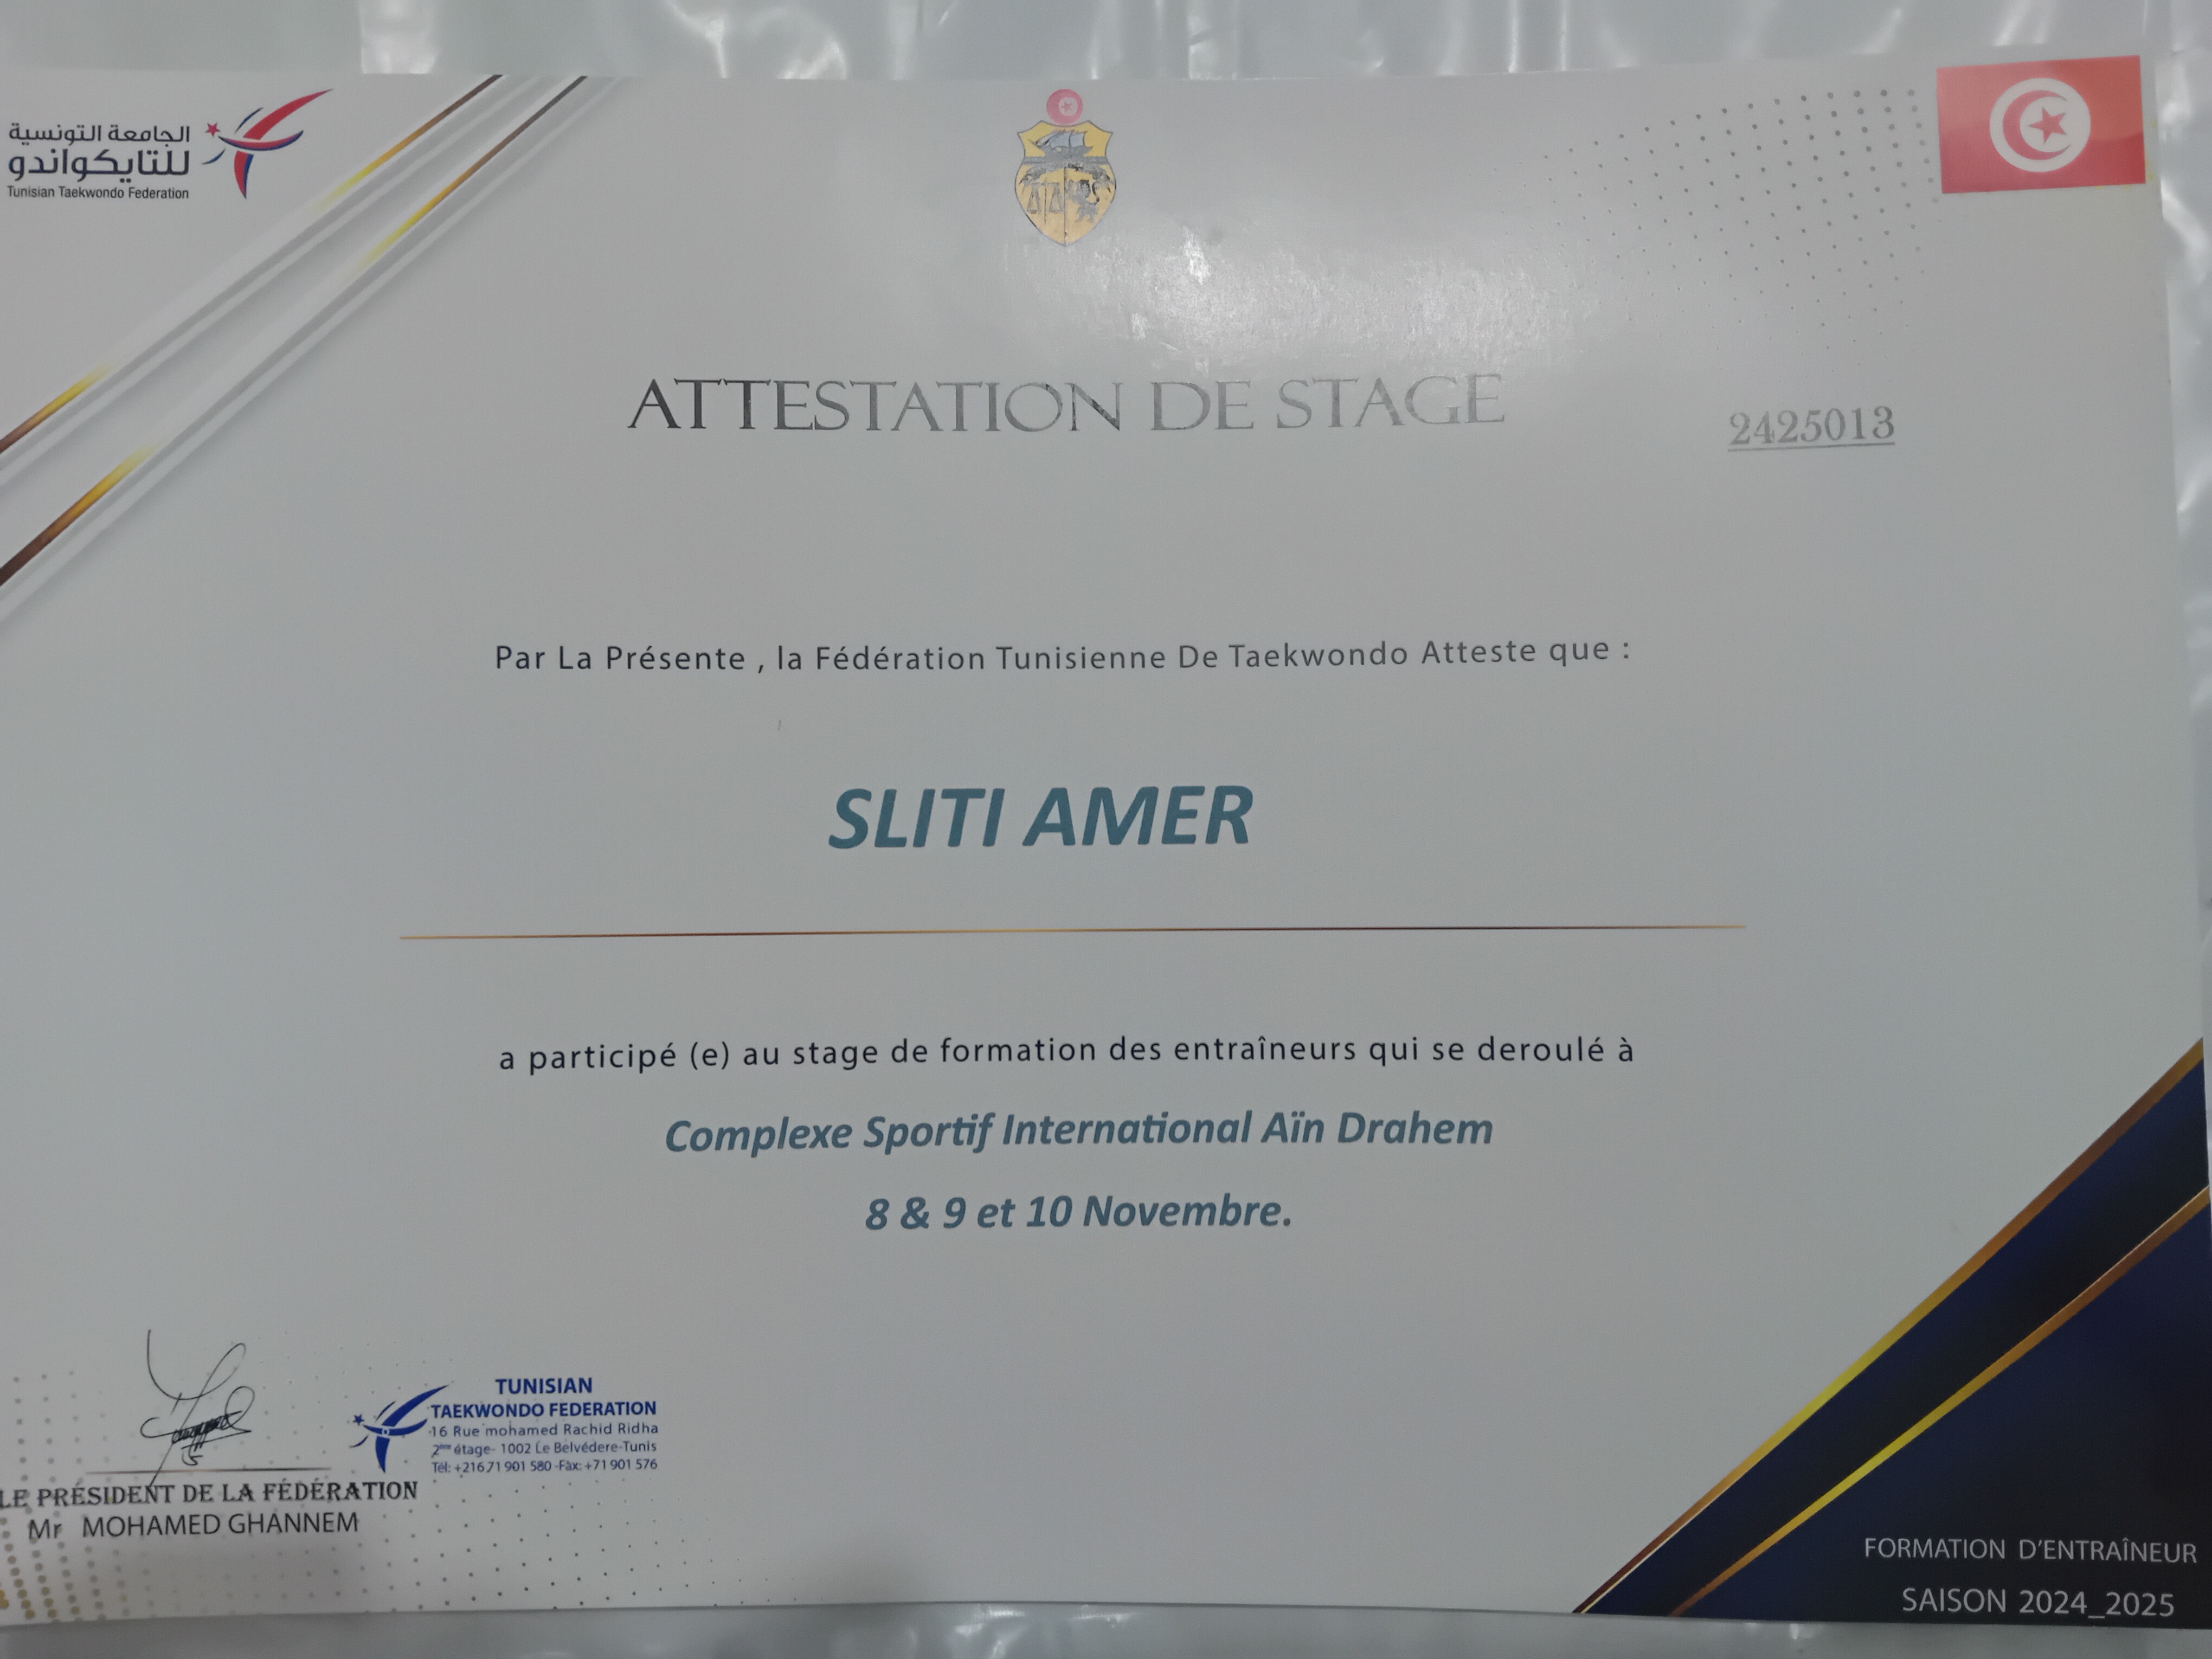 الجامعة التونسية
للتايكواندو
Tunisian Taekwondo Federation
ATTESTATION DE STAGE
2425013
Par La Présente , la Fédération Tunisienne De Taekwondo Atteste que :
SLITI AMER
a participé (e) au stage de formation des entraîneurs qui se deroulé à
Complexe Sportif International Aïn Drahem
8 & 9 et 10 Novembre.
TUNISIAN
TAEKWONDO FEDERATION
16 Rue mohamed Rachid Ridha
2ème étage- 1002 Le Belvédere-Tunis
Tél: +216 71 901 580 -Fax: +71 901 576
LE PRÉSIDENT DE LA FÉDÉRATION
Mr MOHAMED GHANNEM
FORMATION D'ENTRAÎNEUR
SAISON 2024_2025